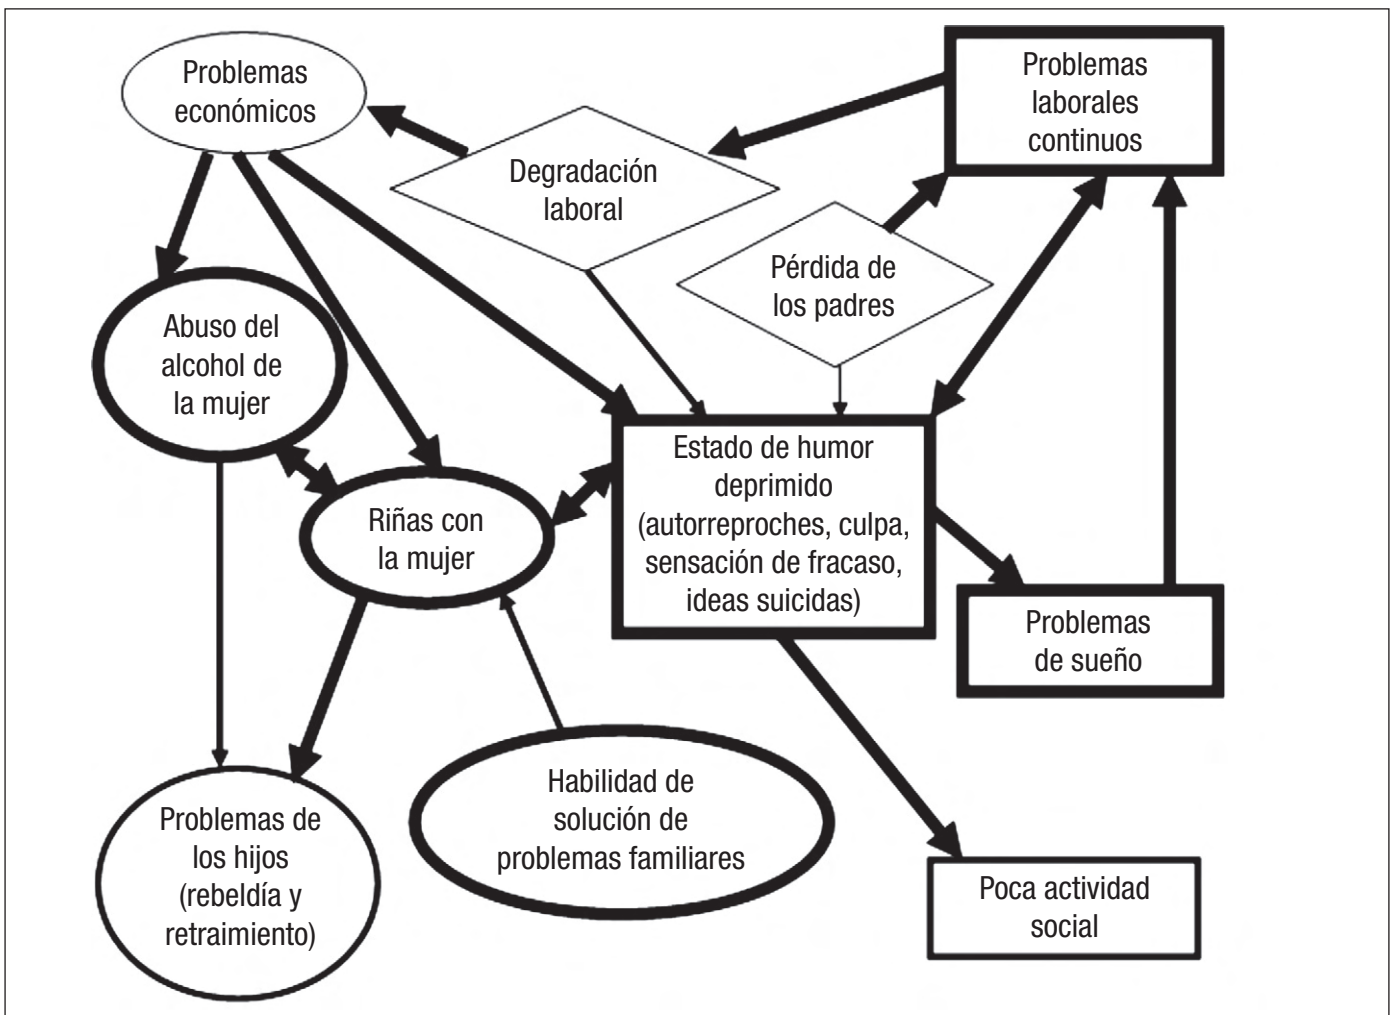 Problemas
económicos
Problemas
laborales
continuos
Degradación
laboral
Pérdida de
los padres
Abuso del
alcohol de
la mujer
Estado de humor
deprimido
(autorreproches, culpa,
sensación de fracaso,
ideas suicidas)
Riñas con
la mujer
Problemas
de sueño
Habilidad de
solución de
problemas familiares
Problemas de
los hijos
(rebeldía y
retraimiento)
Poca actividad
social